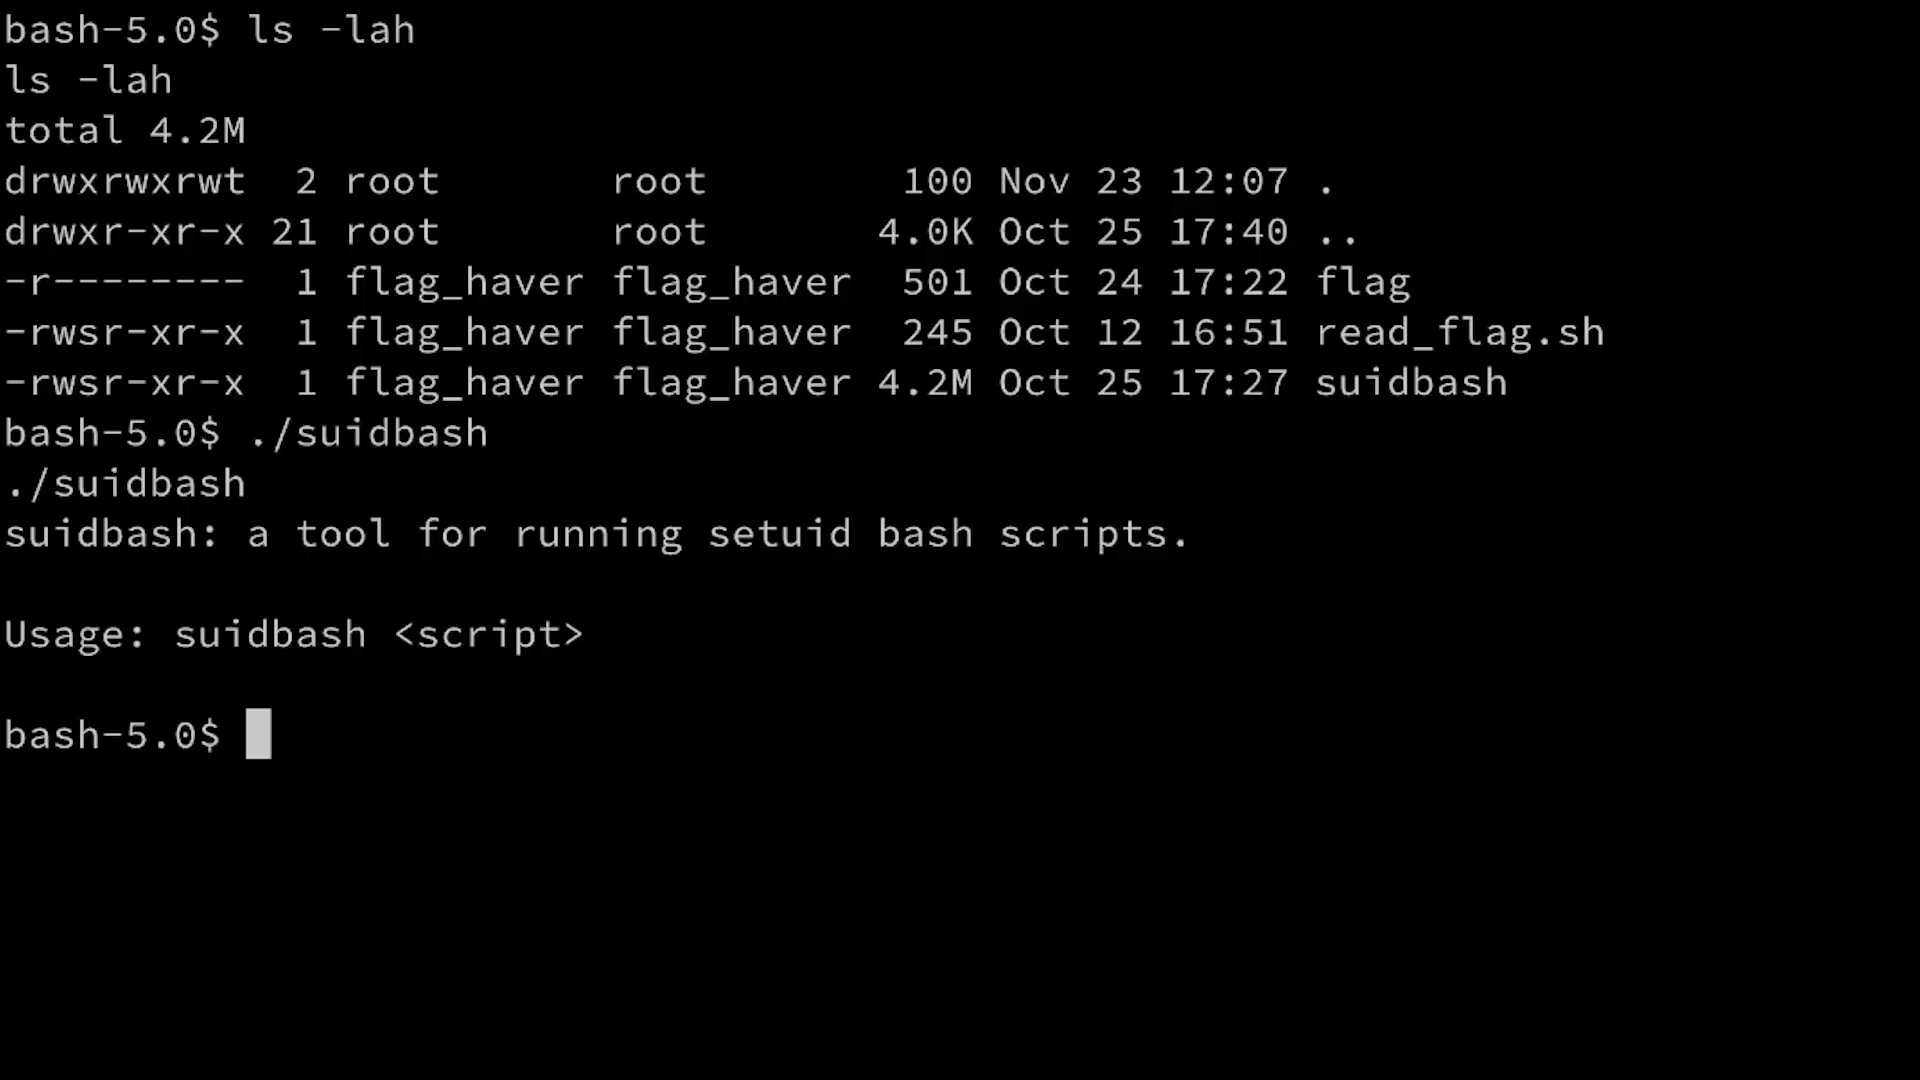 bash-5.0$ ls -lah
ls -lah
total 4.2M
drwxrwxrwt  2 root       root        100 Nov 23 12:07 .
drwxr-xr-x 21 root       root       4.0K Oct 25 17:40 ..
-r--------  1 flag_haver flag_haver  501 Oct 24 17:22 flag
-rwsr-xr-x  1 flag_haver flag_haver  245 Oct 12 16:51 read_flag.sh
-rwsr-xr-x  1 flag_haver flag_haver 4.2M Oct 25 17:27 suidbash
bash-5.0$ ./suidbash
./suidbash
suidbash: a tool for running setuid bash scripts.
Usage: suidbash <script>
bash-5.0$